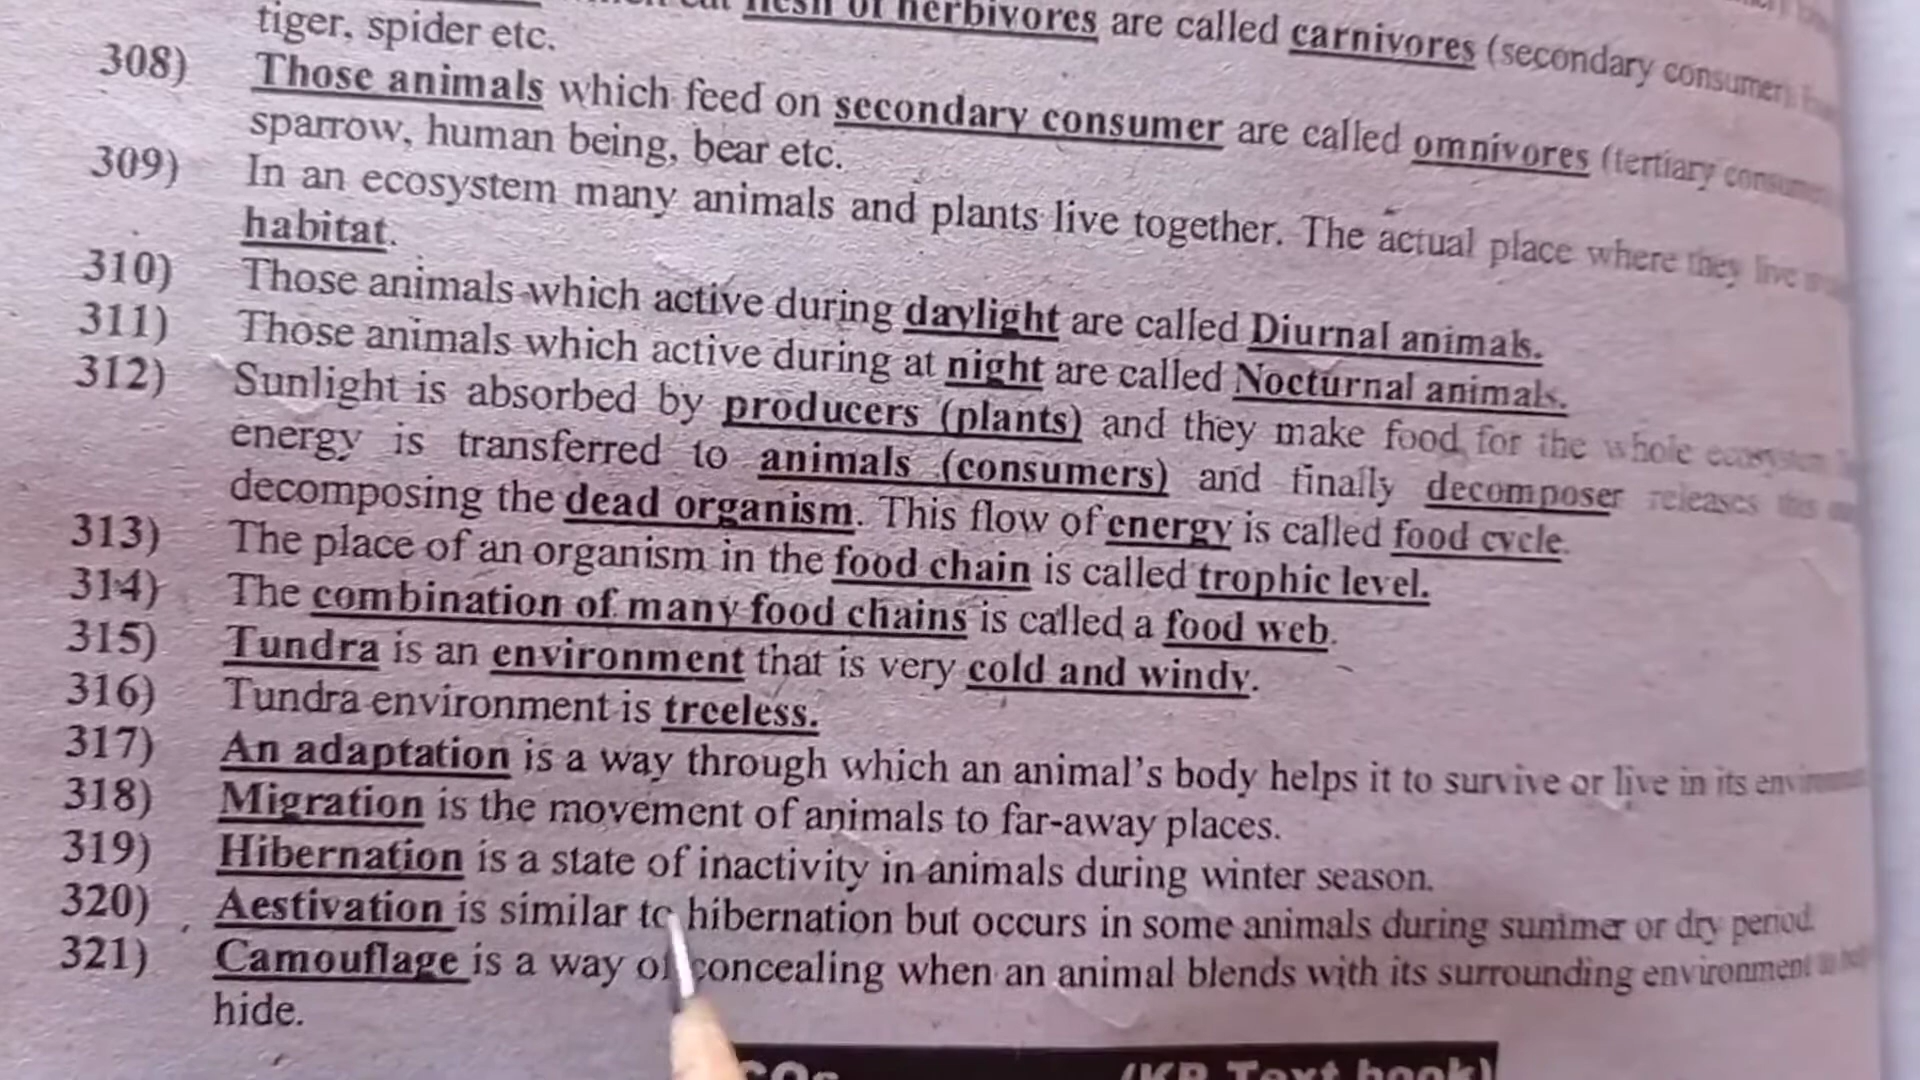 flesh of herbivores are called carnivores (secondary consumer).
tiger, spider etc.
308) Those animals which feed on secondary consumer are called omnivores (tertiary consumer
sparrow, human being, bear etc.
309) In an ecosystem many animals and plants live together. The actual place where they live
habitat.
310) Those animals which active during daylight are called Diurnal animals.
311) Those animals which active during at night are called Nocturnal animals.
312) Sunlight is absorbed by producers (plants) and they make food for the whole ecosystem
energy is transferred to animals (consumers) and finally decomposer releases this
decomposing the dead organism. This flow of energy is called food cycle.
313) The place of an organism in the food chain is called trophic level.
314) The combination of many food chains is called a food web.
315) Tundra is an environment that is very cold and windy.
316) Tundra environment is treeless.
317) An adaptation is a way through which an animal's body helps it to survive or live in its
318) Migration is the movement of animals to far-away places.
319) Hibernation is a state of inactivity in animals during winter season.
320) Aestivation is similar to hibernation but occurs in some animals during summer or dry period.
321) Camouflage is a way of concealing when an animal blends with its surrounding environment
hide.
(KP Text book)